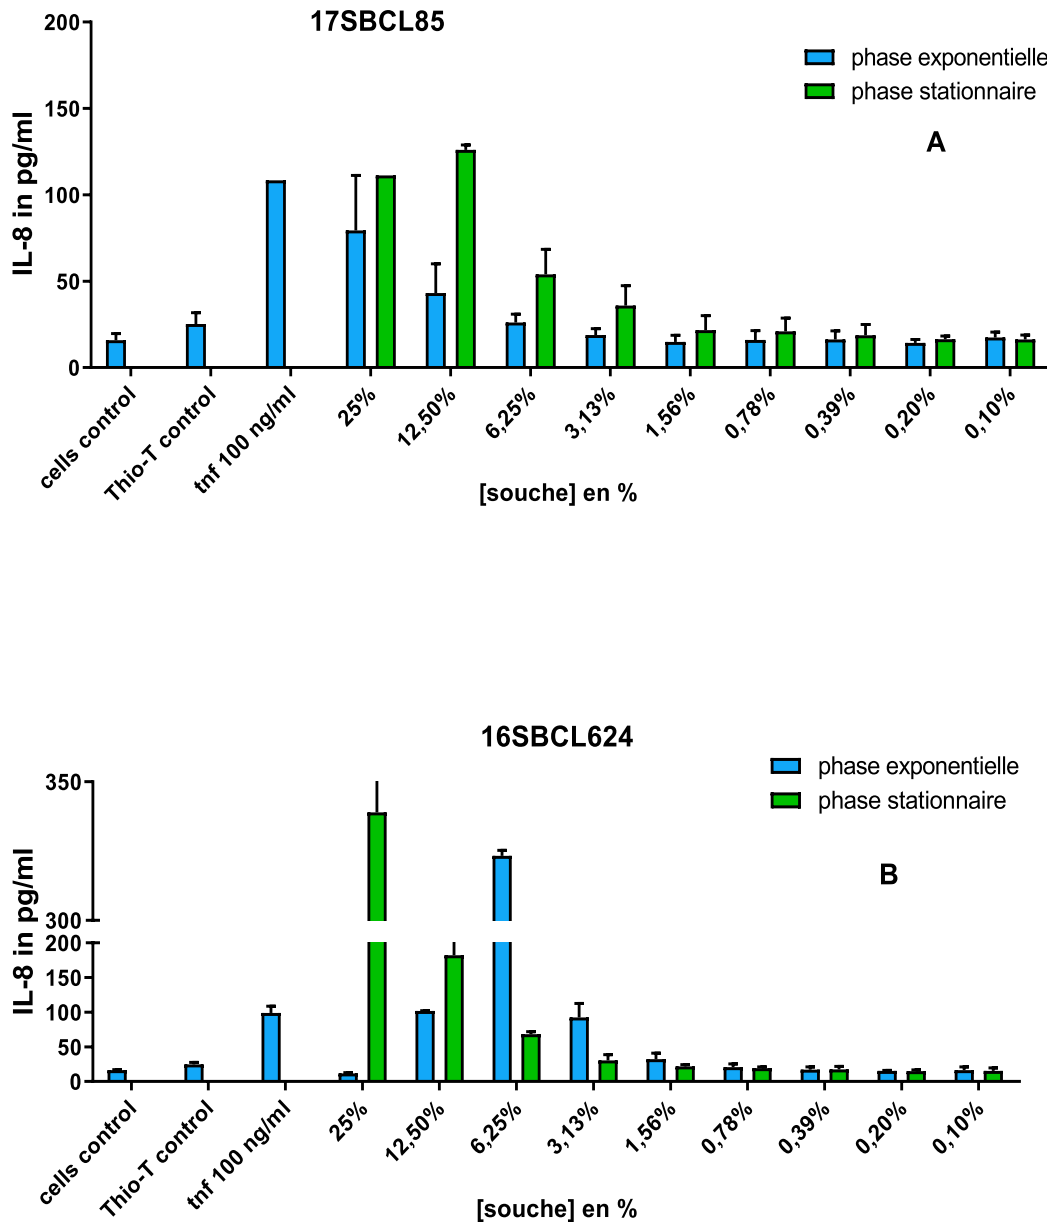 17SBCL85
phase exponentielle
phase stationnaire
A
IL-8 in pg/ml
200
150
100
50
0
cells control
Thio-T control
tnf 100 ng/ml
25%
12,50%
6,25%
3,13%
1,56%
0,78%
0,39%
0,20%
0,10%
[souche] en %
16SBCL624
phase exponentielle
phase stationnaire
B
IL-8 in pg/ml
350
300
200
150
100
50
0
cells control
Thio-T control
tnf 100 ng/ml
25%
12,50%
6,25%
3,13%
1,56%
0,78%
0,39%
0,20%
0,10%
[souche] en %